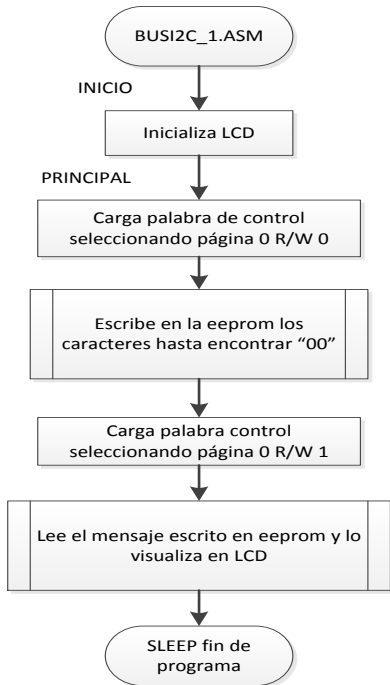 BUSI2C_1.ASM
INICIO
Inicializa LCD
PRINCIPAL
Carga palabra de control
seleccionando página 0 R/W 0
Escribe en la eeprom los
caracteres hasta encontrar “00”
Carga palabra control
seleccionando página 0 R/W 1
Lee el mensaje escrito en eeprom y lo
visualiza en LCD
SLEEP fin de
programa